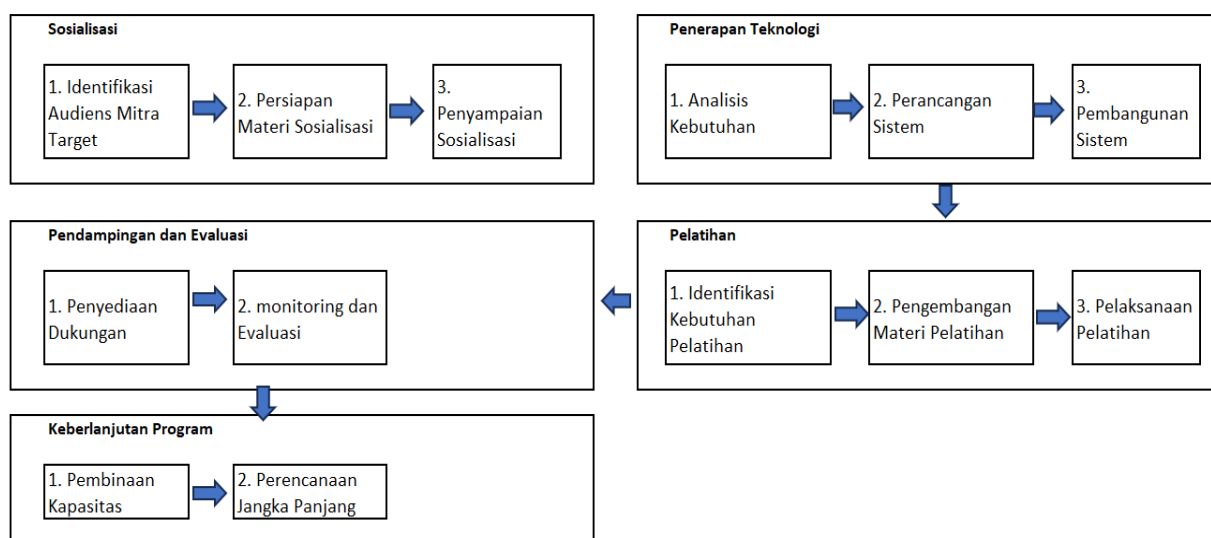 Sosialisasi
1. Identifikasi
Audiens Mitra
Target
2. Persiapan
Materi Sosialisasi
3.
Penyampaian
Sosialisasi
Penerapan Teknologi
1. Analisis
Kebutuhan
2. Perancangan
Sistem
3.
Pembangunan
Sistem
Pelatihan
1. Identifikasi
Kebutuhan
Pelatihan
2. Pengembangan
Materi Pelatihan
3. Pelaksanaan
Pelatihan
Pendampingan dan Evaluasi
1. Penyediaan
Dukungan
2. monitoring dan
Evaluasi
Keberlanjutan Program
1. Pembinaan
Kapasitas
2. Perencanaan
Jangka Panjang